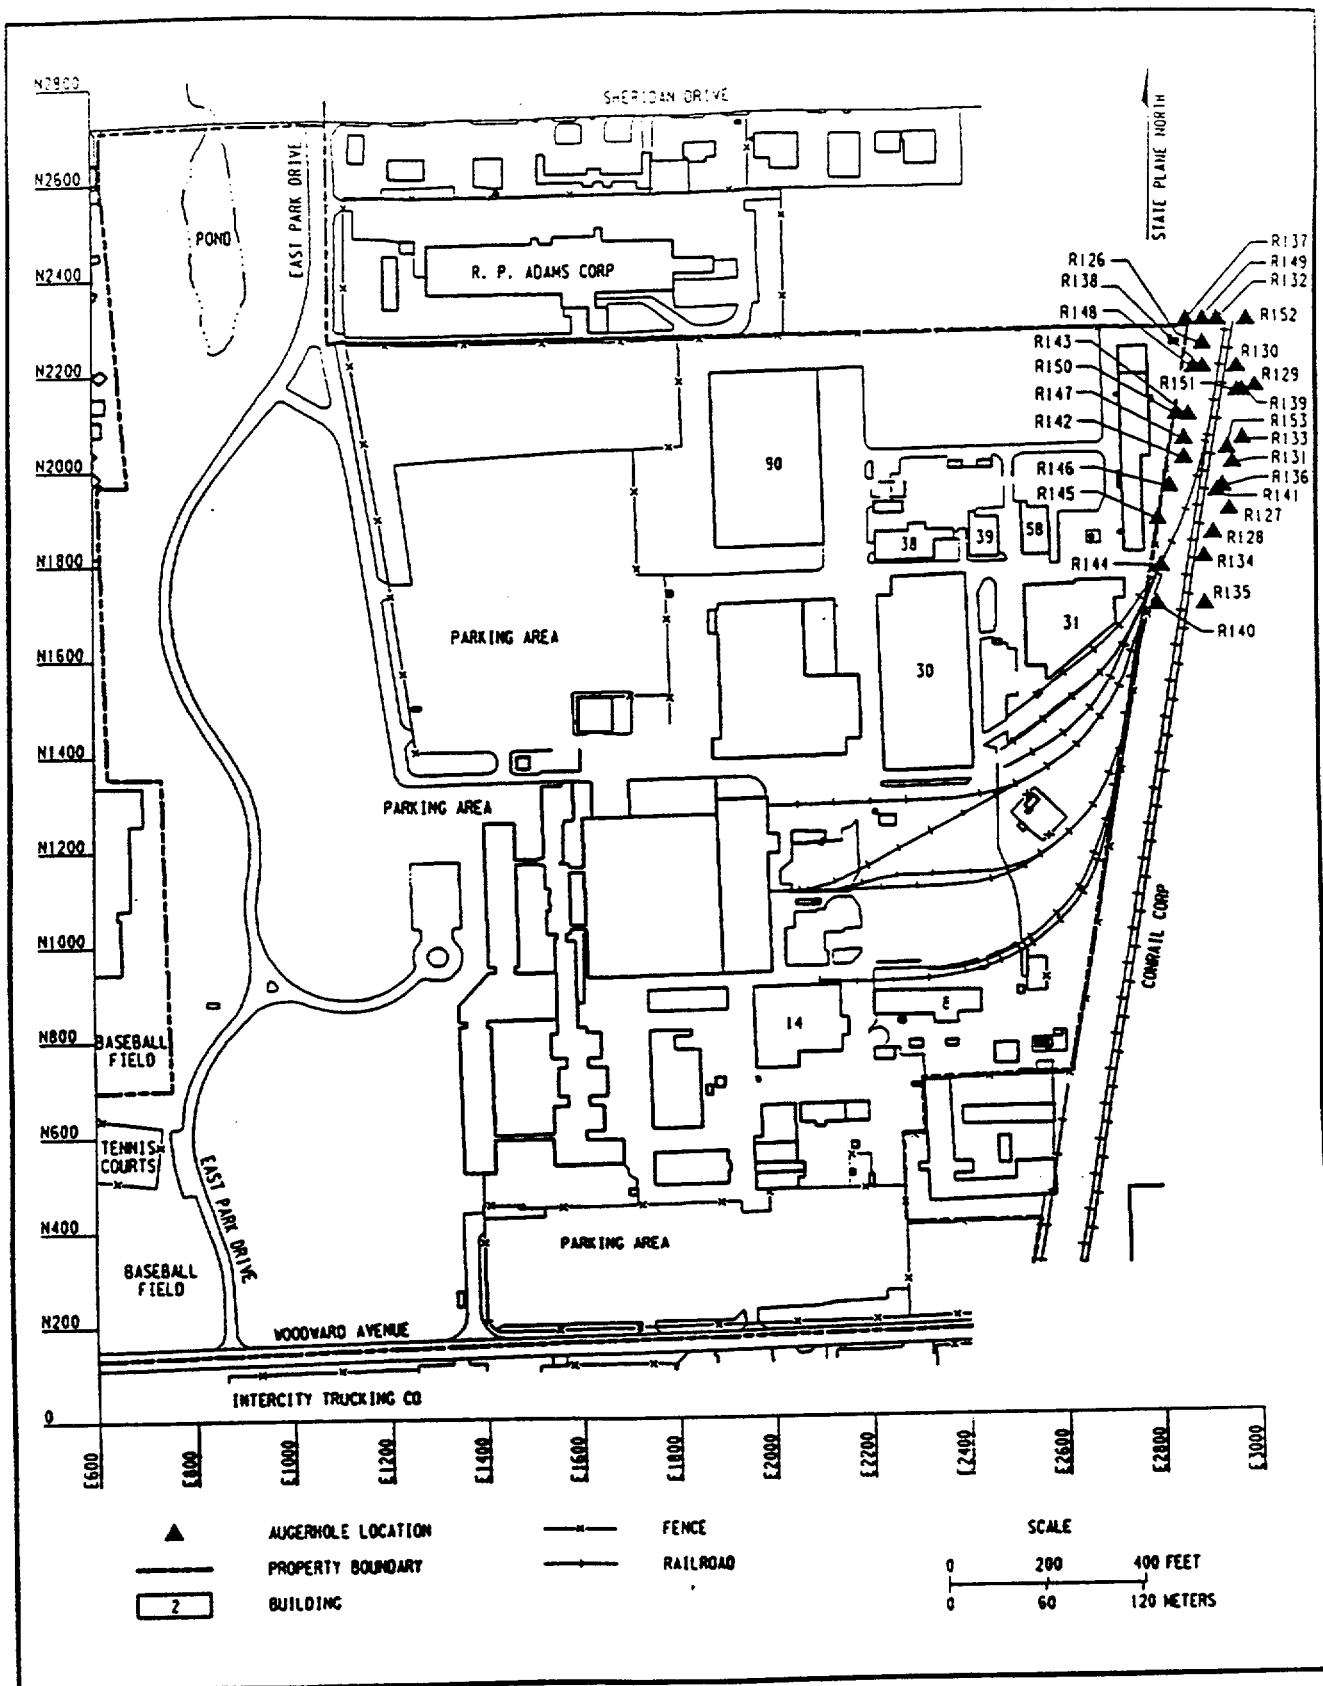 SHERIDAN DRIVE
N2800
STATE PLANE NORTH
EAST PARK DRIVE
N2600
POND
R. P. ADAMS CORP
R137
R149
R132
R126
R138
R148
R152
N2400
R143
R150
R147
R142
R151
R130
R129
R139
R153
R133
R131
R136
R141
R127
R128
R134
R135
R140
R146
R145
R144
N2200
90
N2000
38
39
58
N1800
PARKING AREA
30
31
N1600
N1400
PARKING AREA
N1200
N1000
CONRAIL CORP
14
N800
BASEBALL
FIELD
N600
TENNIS
COURTS
EAST PARK DRIVE
N400
PARKING AREA
BASEBALL
FIELD
N200
WOODWARD AVENUE
INTERCITY TRUCKING CO
0
E600
E800
E1000
E1200
E1400
E1600
E1800
E2000
E2200
E2400
E2600
E2800
E3000
AUGERHOLE LOCATION
FENCE
SCALE
PROPERTY BOUNDARY
RAILROAD
0 200 400 FEET
2
BUILDING
0 60 120 METERS